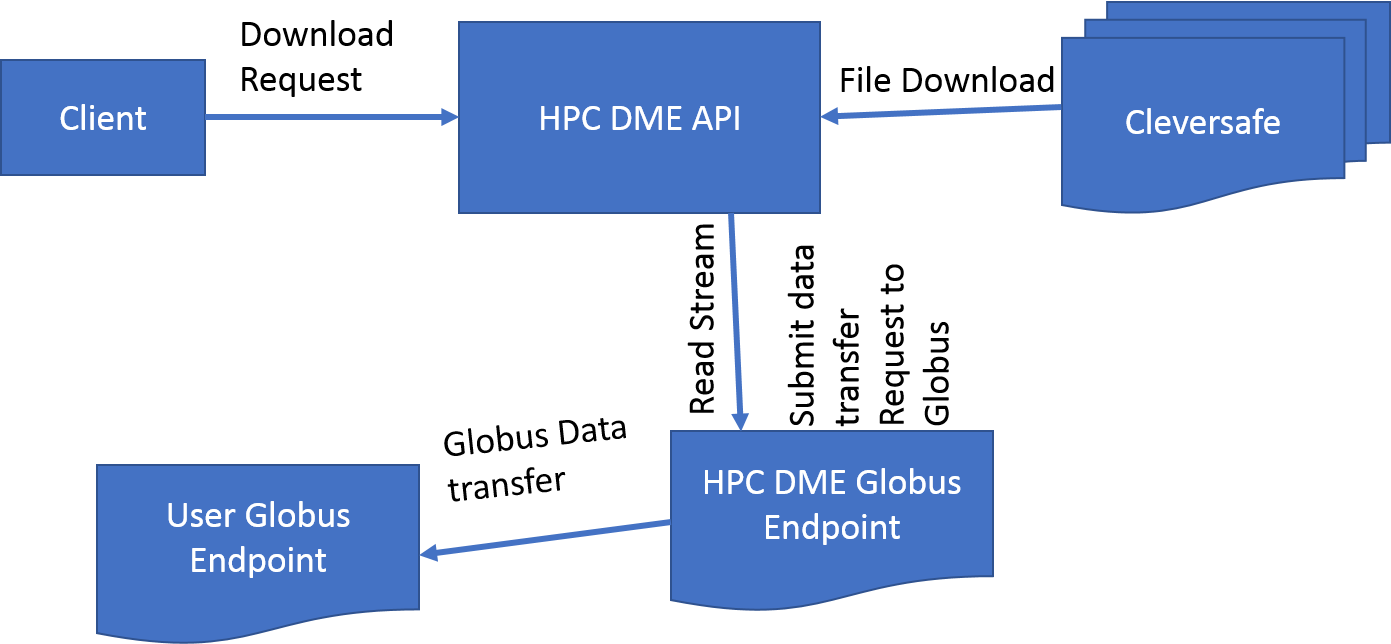 Download
Request
Client
HPC DME API
File Download
Cleversafe
Read Stream
Submit data
transfer
Request to
Globus
Globus Data
transfer
HPC DME Globus
Endpoint
User Globus
Endpoint